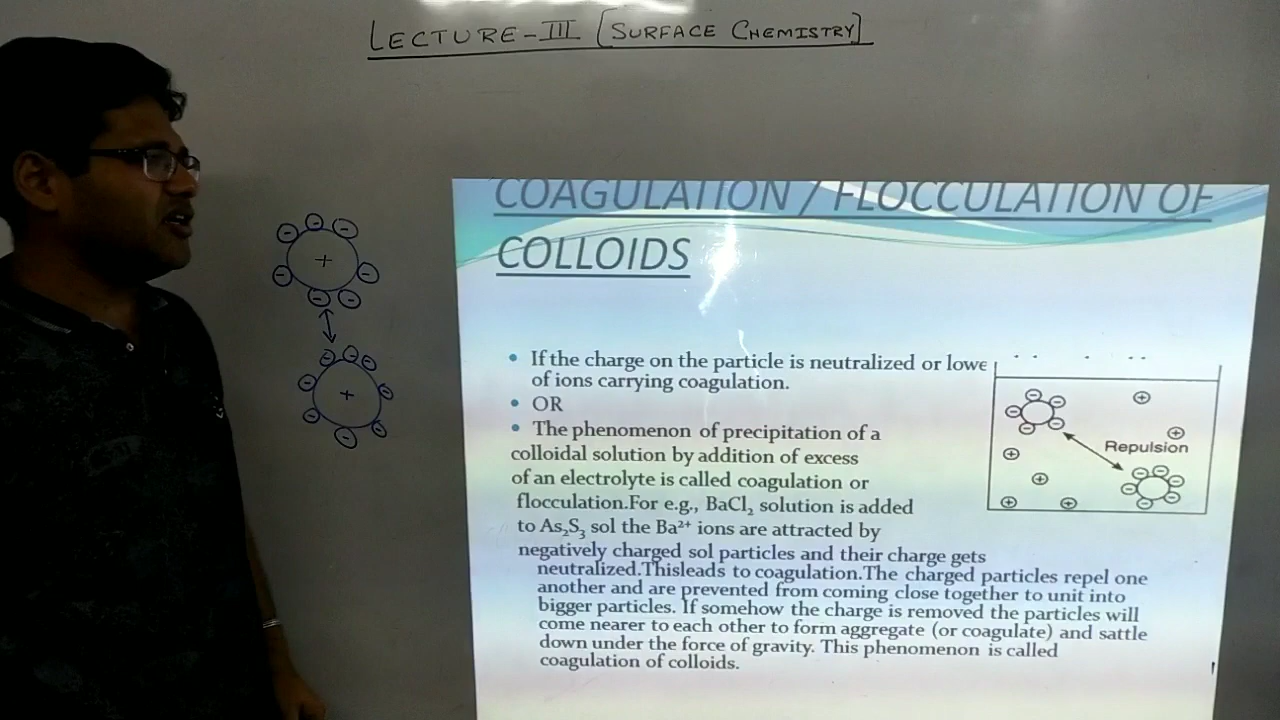 LECTURE-III [SURFACE CHEMISTRY]
COAGULATION / FLOCCULATION OF
COLLOIDS
• If the charge on the particle is neutralized or lowe
of ions carrying coagulation.
• OR
• The phenomenon of precipitation of a
colloidal solution by addition of excess
of an electrolyte is called coagulation or
flocculation.For e.g., BaCl₂ solution is added
to As₂S₃ sol the Ba²⁺ ions are attracted by
negatively charged sol particles and their charge gets
neutralized.Thisleads to coagulation.The charged particles repel one
another and are prevented from coming close together to unit into
bigger particles. If somehow the charge is removed the particles will
come nearer to each other to form aggregate (or coagulate) and sattle
down under the force of gravity. This phenomenon is called
coagulation of colloids.
Repulsion